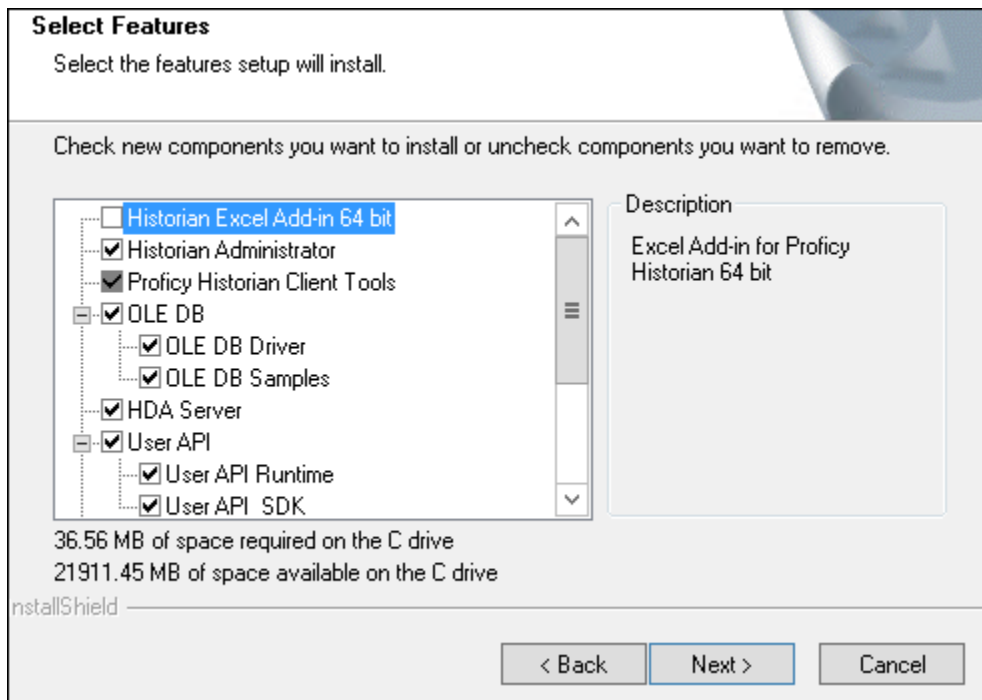 Select Features
Select the features setup will install.
Check new components you want to install or uncheck components you want to remove.
Historian Excel Add-in 64 bit
Historian Administrator
Proficy Historian Client Tools
OLE DB
OLE DB Driver
OLE DB Samples
HDA Server
User API
User API Runtime
User API SDK
Description
Excel Add-in for Proficy
Historian 64 bit
36.56 MB of space required on the C drive
21911.45 MB of space available on the C drive
nstallShield
< Back
Next >
Cancel